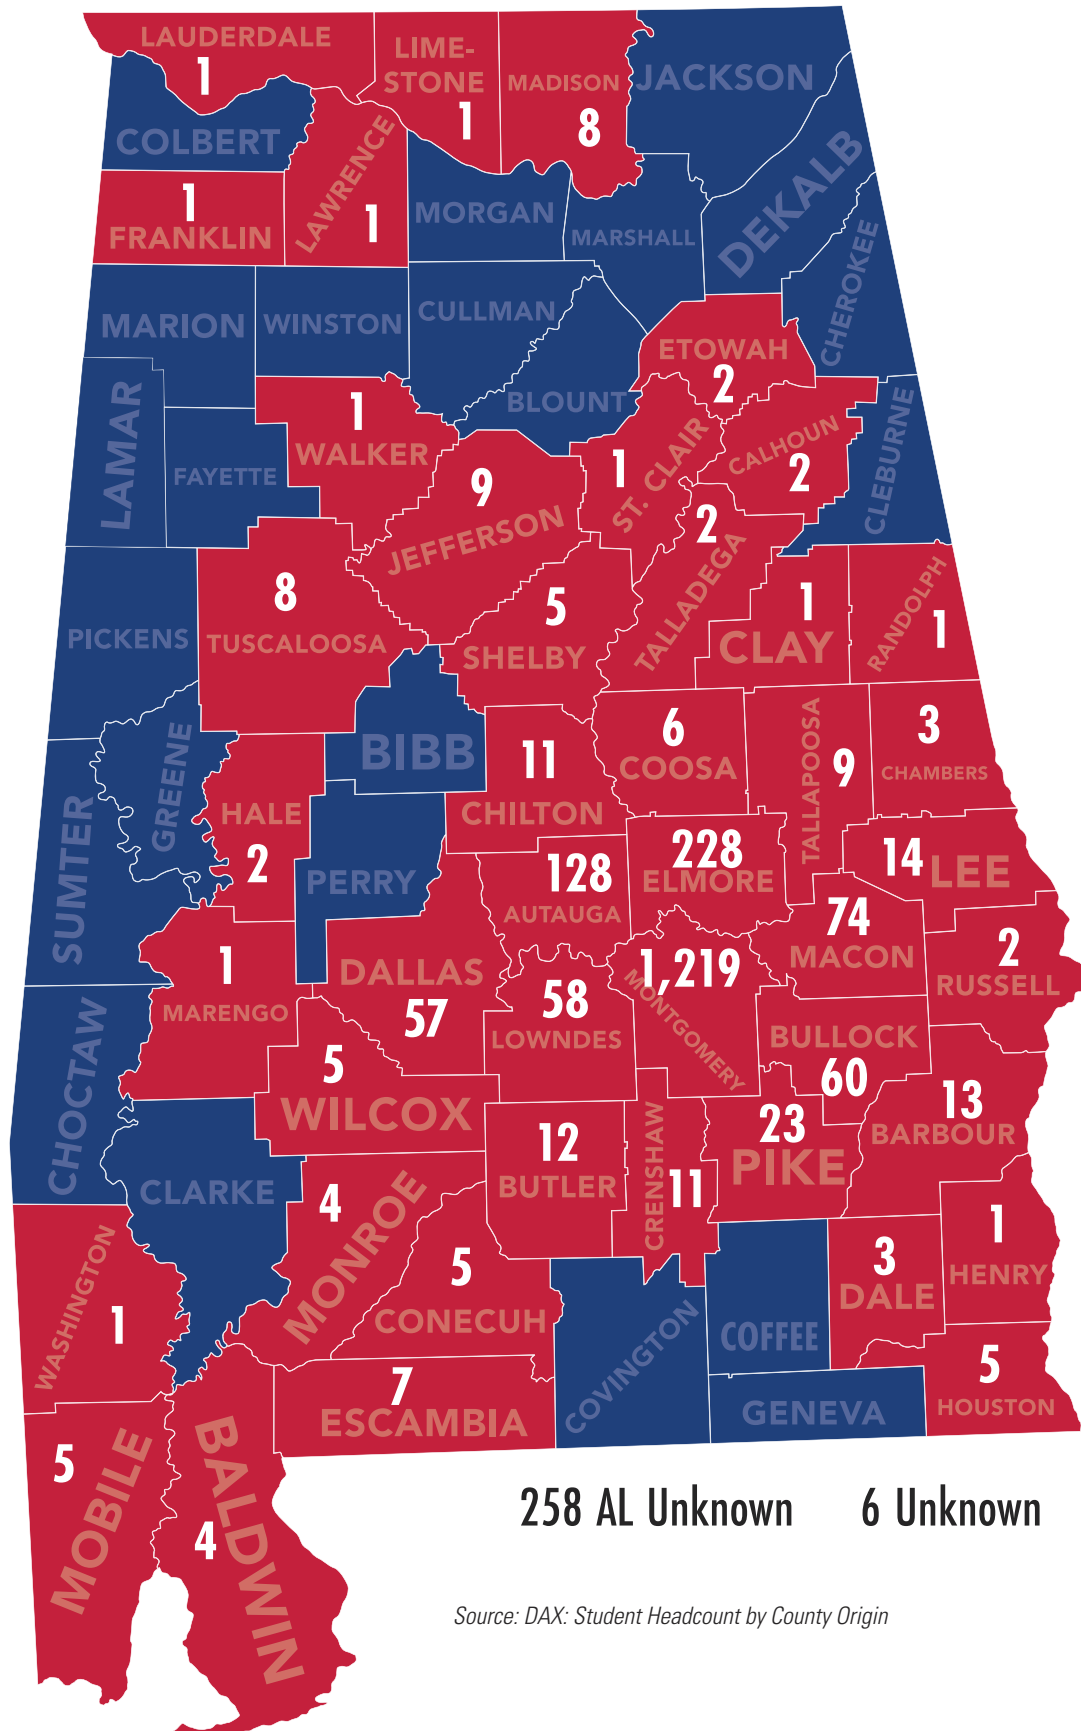 LAUDERDALE
1
LIME-
STONE
1
MADISON
8
JACKSON
COLBERT
LAWRENCE
1
1
FRANKLIN
MORGAN
MARSHALL
DEKALB
CHEROKEE
MARION
WINSTON
CULLMAN
ETOWAH
2
LAMAR
FAYETTE
1
WALKER
BLOUNT
9
JEFFERSON
1
ST. CLAIR
CALHOUN
2
CLEBURNE
PICKENS
8
TUSCALOOSA
5
SHELBY
2
TALLADEGA
1
CLAY
RANDOLPH
1
SUMTER
GREENE
HALE
2
BIBB
PERRY
11
CHILTON
6
COOSA
TALLAPOOSA
9
3
CHAMBERS
128
AUTAUGA
228
ELMORE
14 LEE
74
MACON
2
RUSSELL
CHOCTAW
1
MARENGO
DALLAS
57
58
LOWNDES
1,219
MONTGOMERY
BULLOCK
60
5
WILCOX
12
BUTLER
CRENSHAW
11
23
PIKE
13
BARBOUR
CLARKE
4
MONROE
5
CONECUH
COVINGTON
COFFEE
3
DALE
1
HENRY
WASHINGTON
1
7
ESCAMBIA
GENEVA
5
HOUSTON
5
MOBILE
BALDWIN
4
258 AL Unknown 6 Unknown
Source: DAX: Student Headcount by County Origin